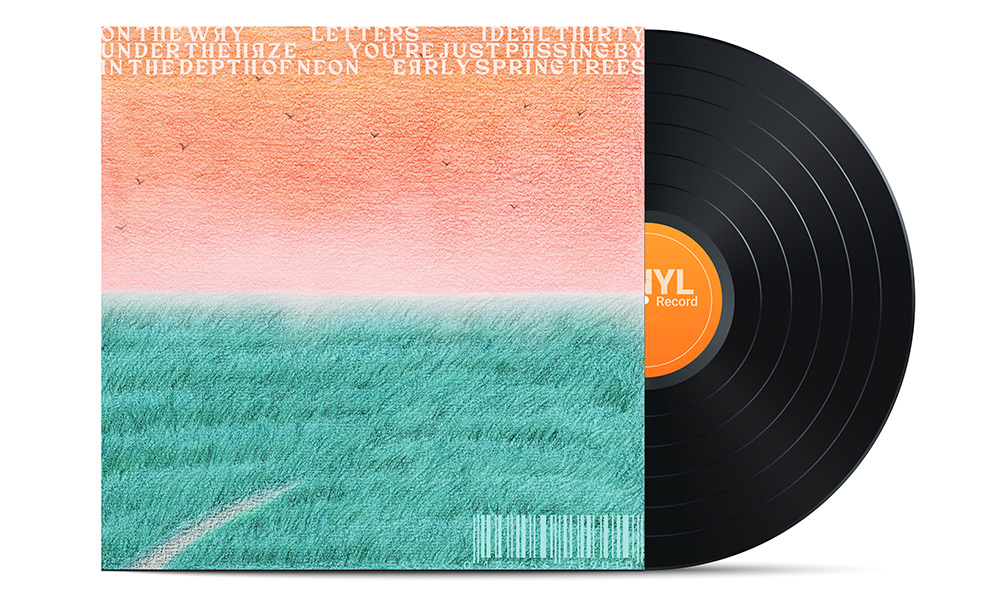 ON THE WAY LETTERS IDEAL THIRTY
UNDER THE HAZE YOU'RE JUST PASSING BY
IN THE DEPTH OF NEON EARLY SPRING TREES
Record